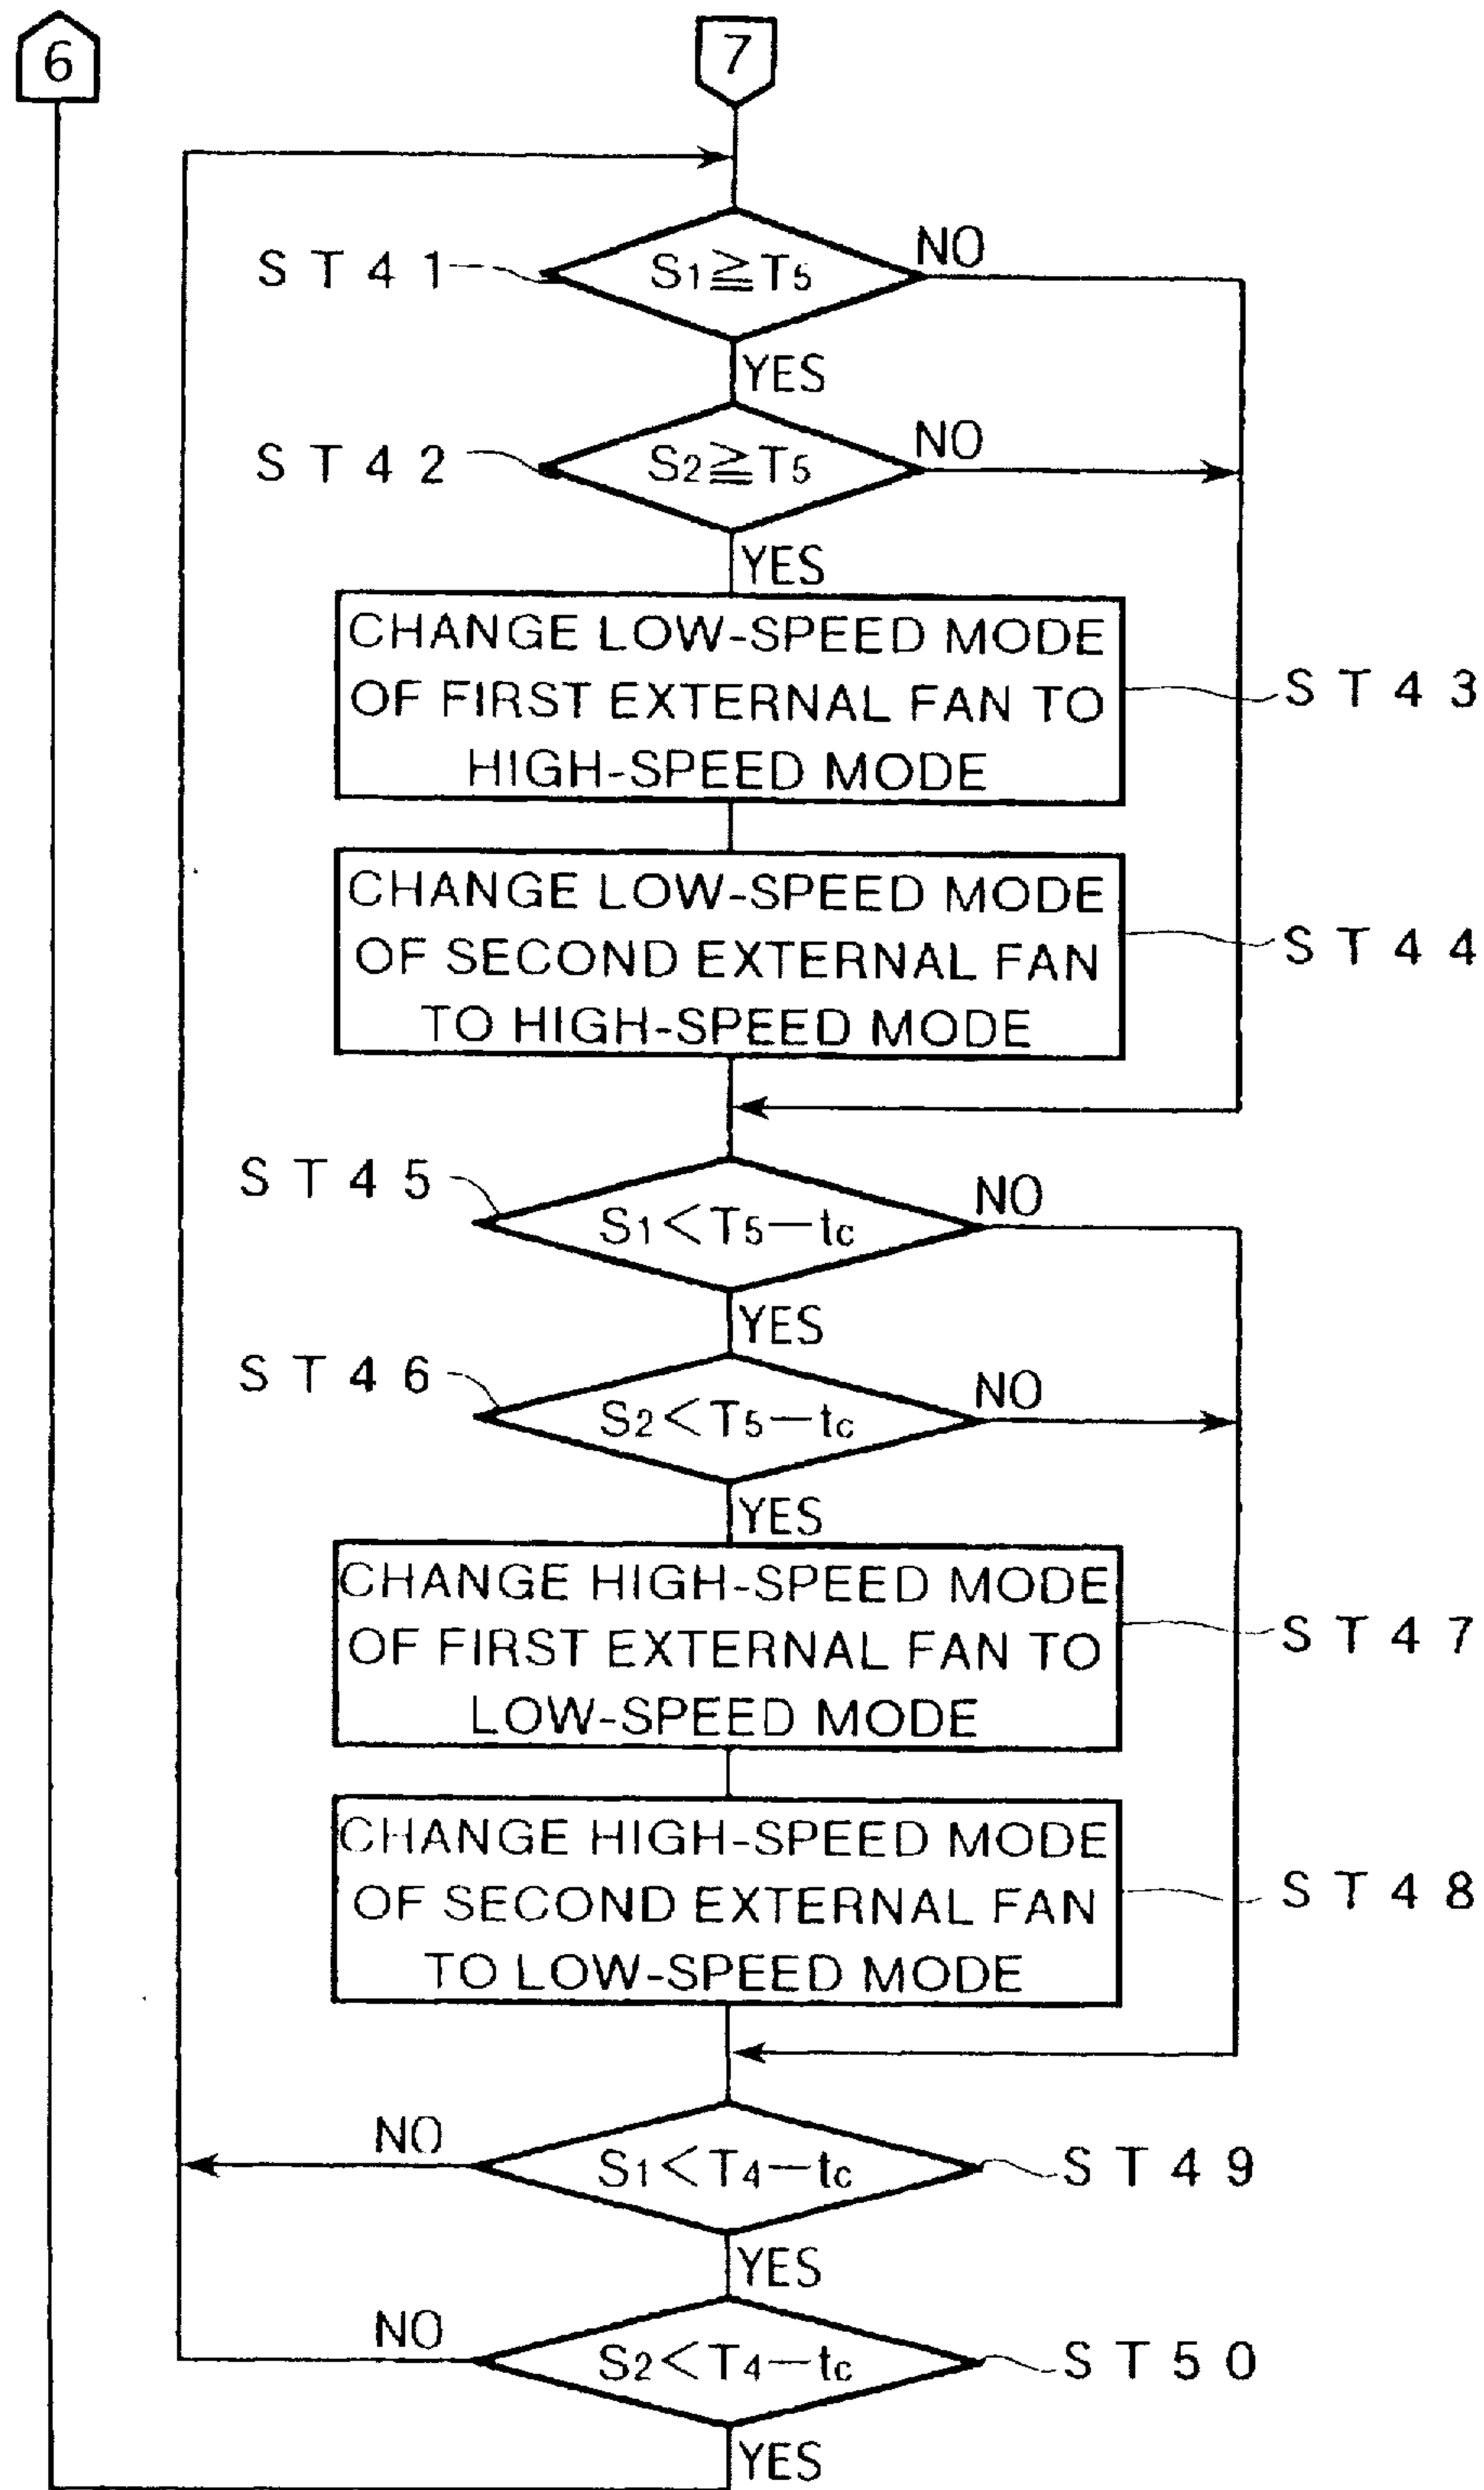 6
7
ST41
S1≧T5
NO
YES
ST42
S2≧T5
NO
YES
CHANGE LOW-SPEED MODE
OF FIRST EXTERNAL FAN TO
HIGH-SPEED MODE
ST43
CHANGE LOW-SPEED MODE
OF SECOND EXTERNAL FAN
TO HIGH-SPEED MODE
ST44
ST45
S1<T5-tc
NO
YES
ST46
S2<T5-tc
NO
YES
CHANGE HIGH-SPEED MODE
OF FIRST EXTERNAL FAN TO
LOW-SPEED MODE
ST47
CHANGE HIGH-SPEED MODE
OF SECOND EXTERNAL FAN
TO LOW-SPEED MODE
ST48
NO
S1<T4-tc
ST49
YES
NO
S2<T4-tc
ST50
YES